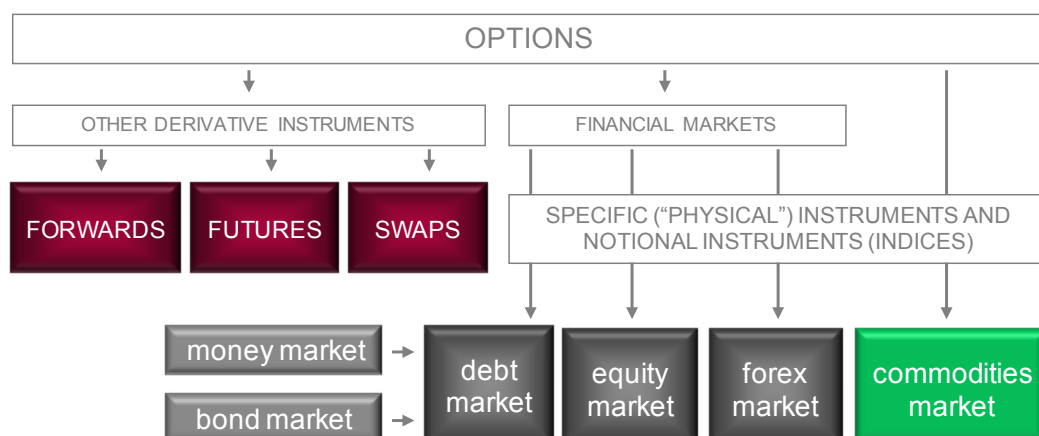 OPTIONS
OTHER DERIVATIVE INSTRUMENTS
FINANCIAL MARKETS
FORWARDS
FUTURES
SWAPS
SPECIFIC (“PHYSICAL”) INSTRUMENTS AND
NOTIONAL INSTRUMENTS (INDICES)
money market
bond market
debt
market
equity
market
forex
market
commodities
market